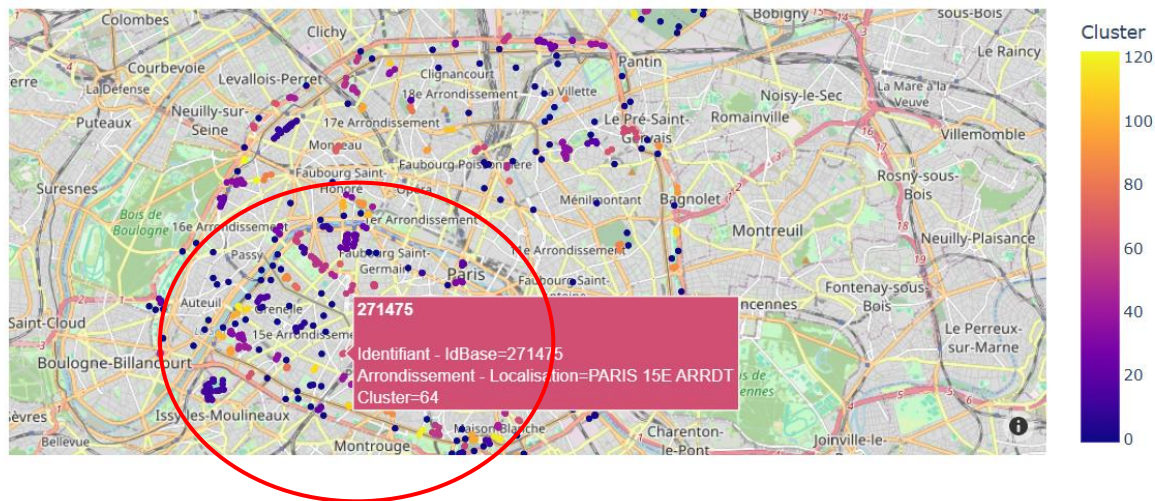 Colombes
Bobigny
sous-Bois
Clichy
Le Raincy
Courbevoie
Pantin
La Défense
Levallois-Perret
Clignancourt
La Villette
La Mare à la
Veuve
18e Arrondissement
Noisy-le-Sec
Puteaux
Neuilly-sur-
Seine
17e Arrondissement
Le Pré-Saint-
Gervais
Romainville
Villemomble
Monceau
Faubourg Poissonnière
Faubourg Saint-
Honoré
Opéra
Rosny-sous-
Bois
Suresnes
Ménilmontant
Bagnolet
Bois de
Boulogne
16e Arrondissement
1er Arrondissement
Montreuil
Neuilly-Plaisance
Passy
Faubourg Saint-
Germain
Paris
Arrondissement
Faubourg Saint-
Fontenay-sous-
Bois
Auteuil
Grenelle
Saint-Cloud
15e Arrondisseme
Le Perreux-
sur-Marne
Boulogne-Billancourt
271475
Identifiant - IdBase=271475
Arrondissement - Localisation=PARIS 15E ARRDT
Cluster=64
Issy-les-Moulineaux
Sèvres
Bellevue
Montrouge
Maison Blanche
Charenton-
le-Pont
Joinville-le-
Cluster
120
100
80
60
40
20
0